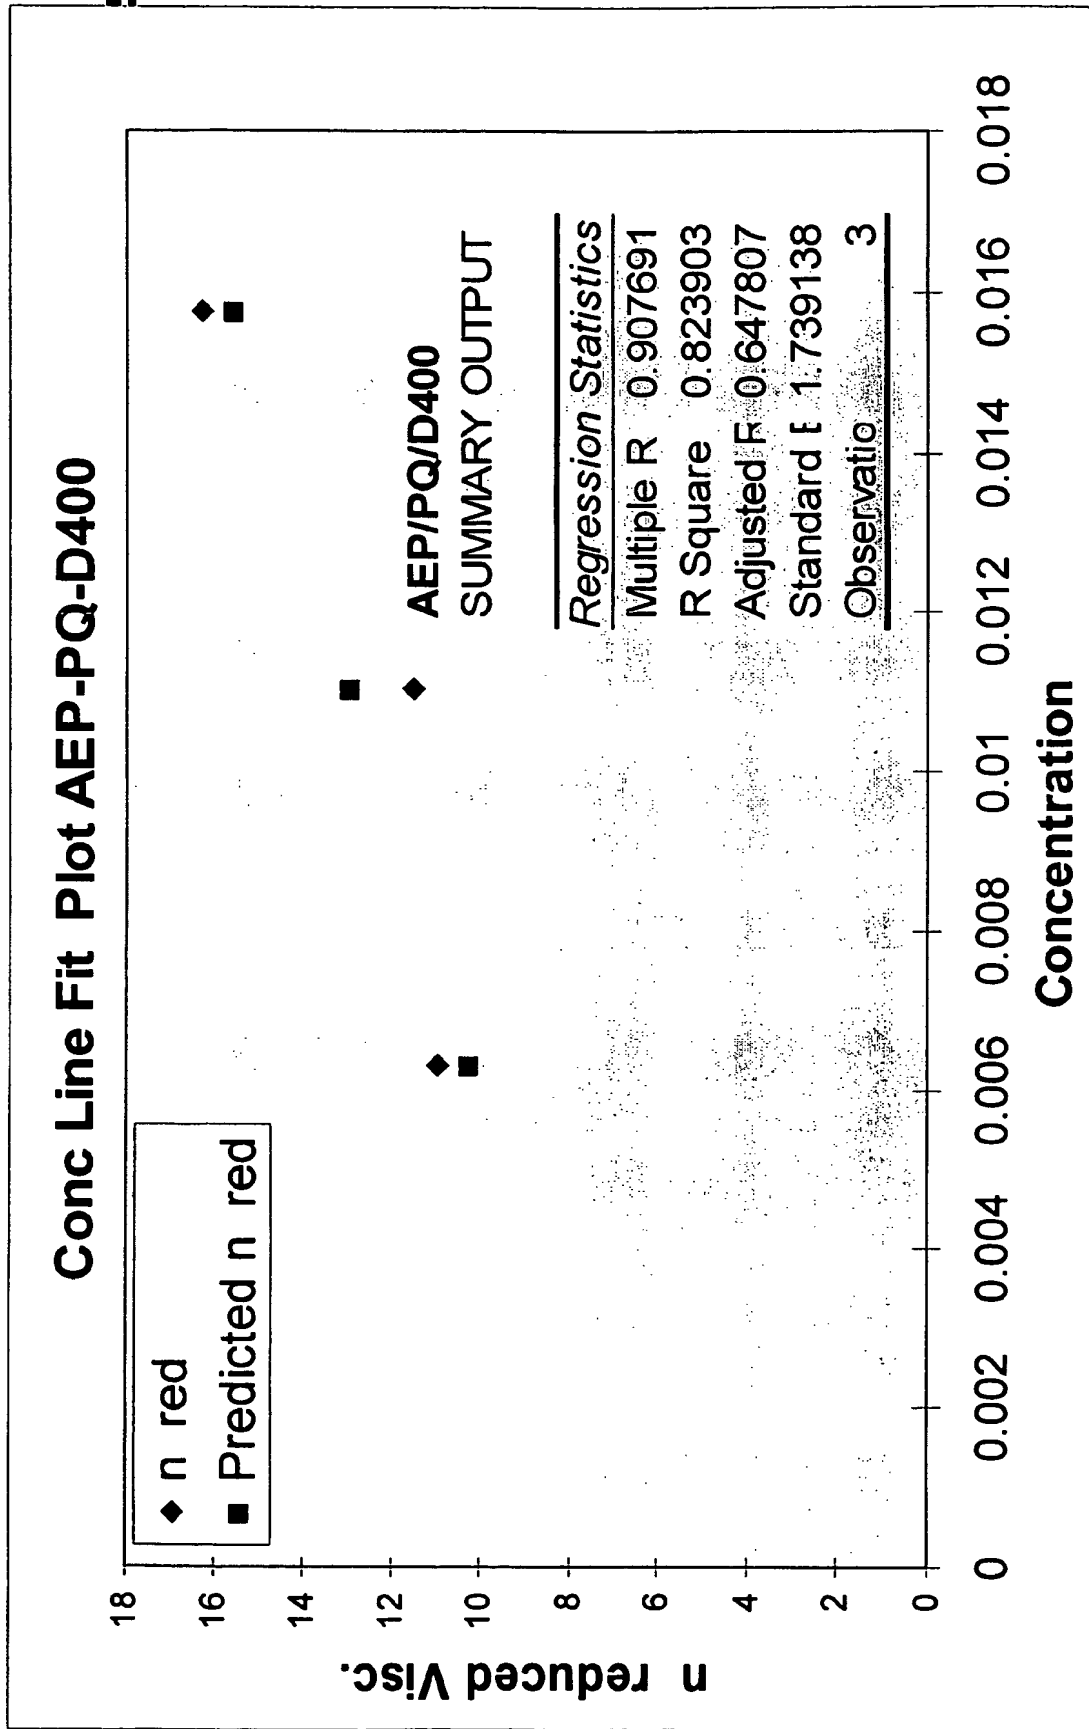 Conc Line Fit Plot AEP-PQ-D400
n red
Predicted n red
18
16
14
12
10
8
6
4
2
0
n reduced Visc.
AEP/PQ/D400
SUMMARY OUTPUT
Regression Statistics
Multiple R 0.907691
R Square 0.823903
Adjusted F 0.647807
Standard E 1.739138
Observatio 3
0 0.002 0.004 0.006 0.008 0.01 0.012 0.014 0.016 0.018
Concentration